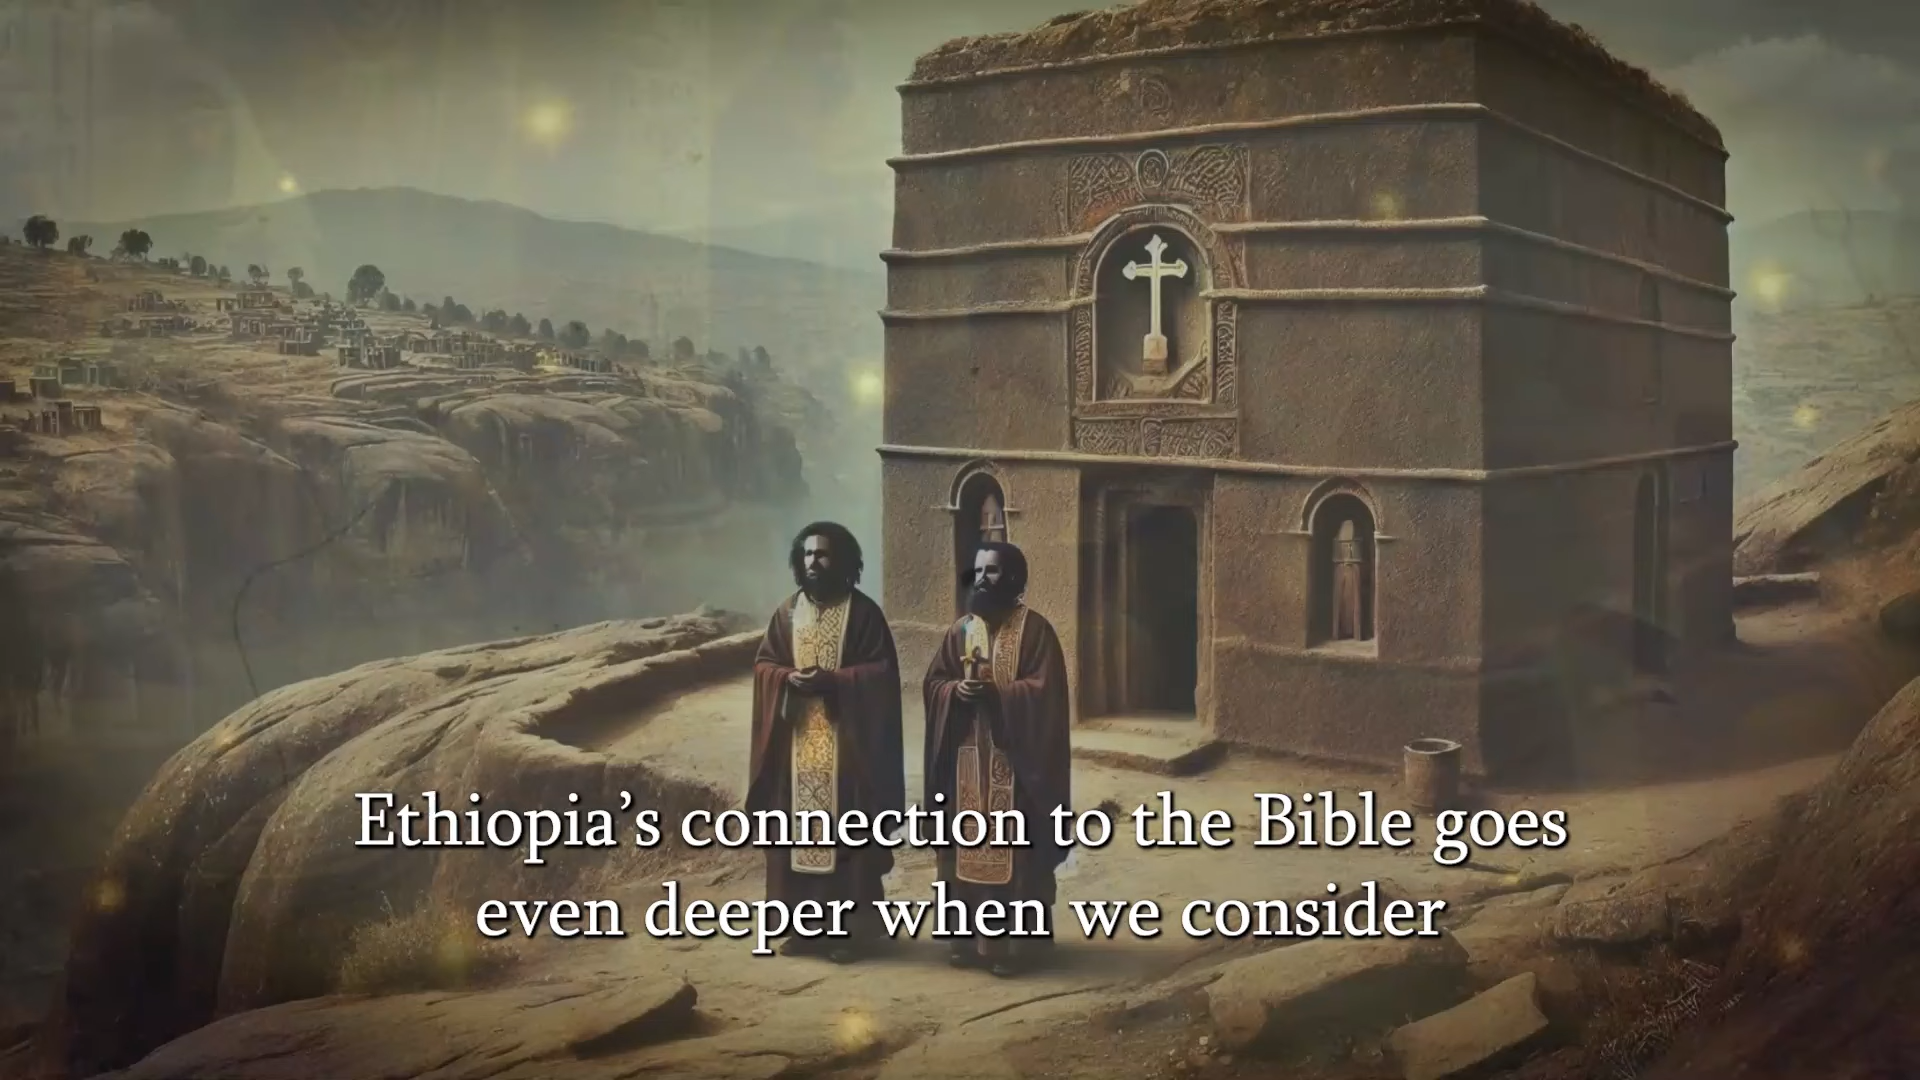 Ethiopia’s connection to the Bible goes
even deeper when we consider